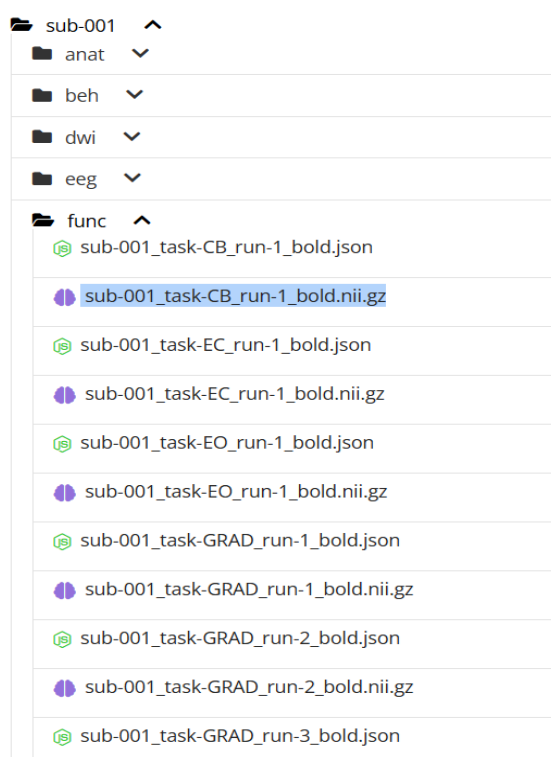 sub-001
anat
beh
dwi
eeg
func
sub-001_task-CB_run-1_bold.json
sub-001_task-CB_run-1_bold.nii.gz
sub-001_task-EC_run-1_bold.json
sub-001_task-EC_run-1_bold.nii.gz
sub-001_task-EO_run-1_bold.json
sub-001_task-EO_run-1_bold.nii.gz
sub-001_task-GRAD_run-1_bold.json
sub-001_task-GRAD_run-1_bold.nii.gz
sub-001_task-GRAD_run-2_bold.json
sub-001_task-GRAD_run-2_bold.nii.gz
sub-001_task-GRAD_run-3_bold.json